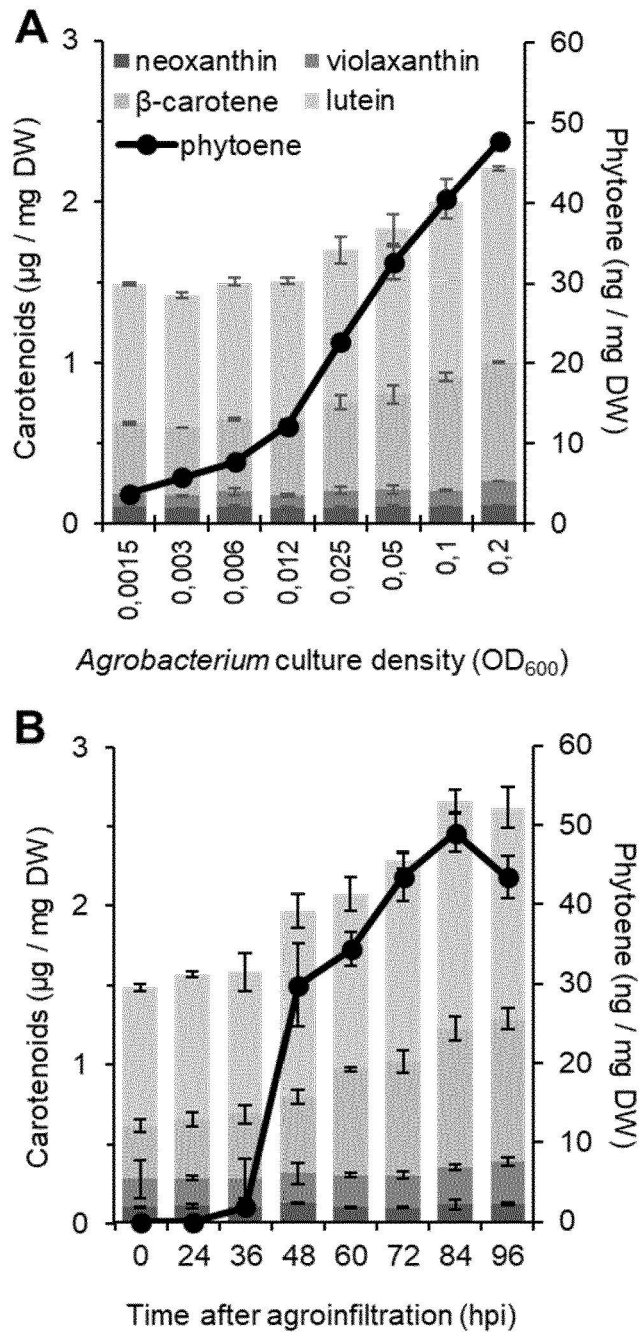 A
3
2
1
0
Carotenoids (µg / mg DW)
neoxanthin violaxanthin
β-carotene lutein
phytoene
60
50
40
30
20
10
0
Phytoene (ng / mg DW)
0,0015 0,003 0,006 0,012 0,025 0,05 0,1 0,2
Agrobacterium culture density (OD600)
B
3
2
1
0
Carotenoids (µg / mg DW)
60
50
40
30
20
10
0
Phytoene (ng / mg DW)
0 24 36 48 60 72 84 96
Time after agroinfiltration (hpi)